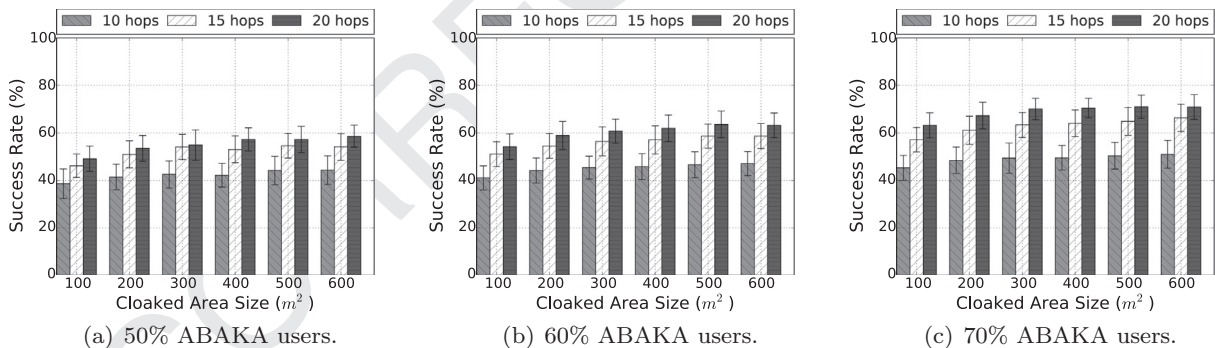 10 hops 15 hops 20 hops
100
80
60
40
20
0
Success Rate (%)
100 200 300 400 500 600
Cloaked Area Size (m²)
(a) 50% ABAKA users.
10 hops 15 hops 20 hops
100
80
60
40
20
0
Success Rate (%)
100 200 300 400 500 600
Cloaked Area Size (m²)
(b) 60% ABAKA users.
10 hops 15 hops 20 hops
100
80
60
40
20
0
Success Rate (%)
100 200 300 400 500 600
Cloaked Area Size (m²)
(c) 70% ABAKA users.